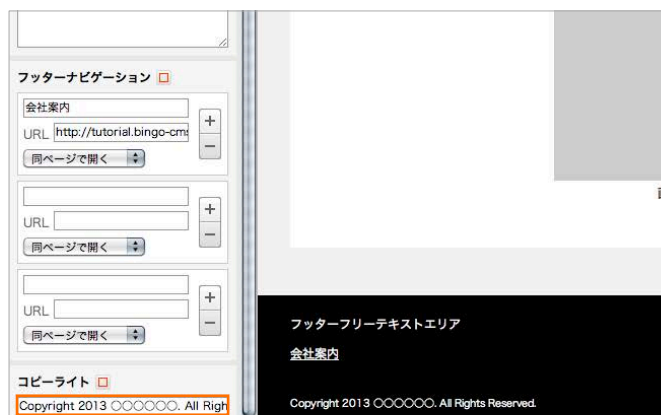 フッターナビゲーション
会社案内
URL http://tutorial.bingo-cms
同ページで開く
URL
同ページで開く
URL
同ページで開く
コピーライト
Copyright 2013 〇〇〇〇〇〇. All Righ
フッターフリーテキストエリア
会社案内
Copyright 2013 〇〇〇〇〇〇. All Rights Reserved.